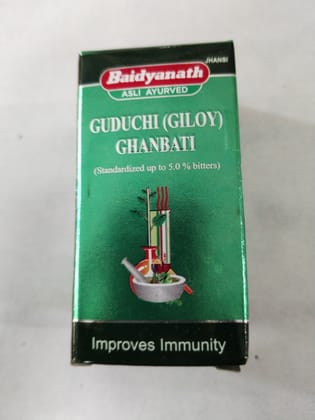 JHANSI
Baidyanath
ASLI AYURVED
GUDUCHI (GILOY)
GHANBATI
(Standardized up to 5.0 % bitters)
Improves Immunity